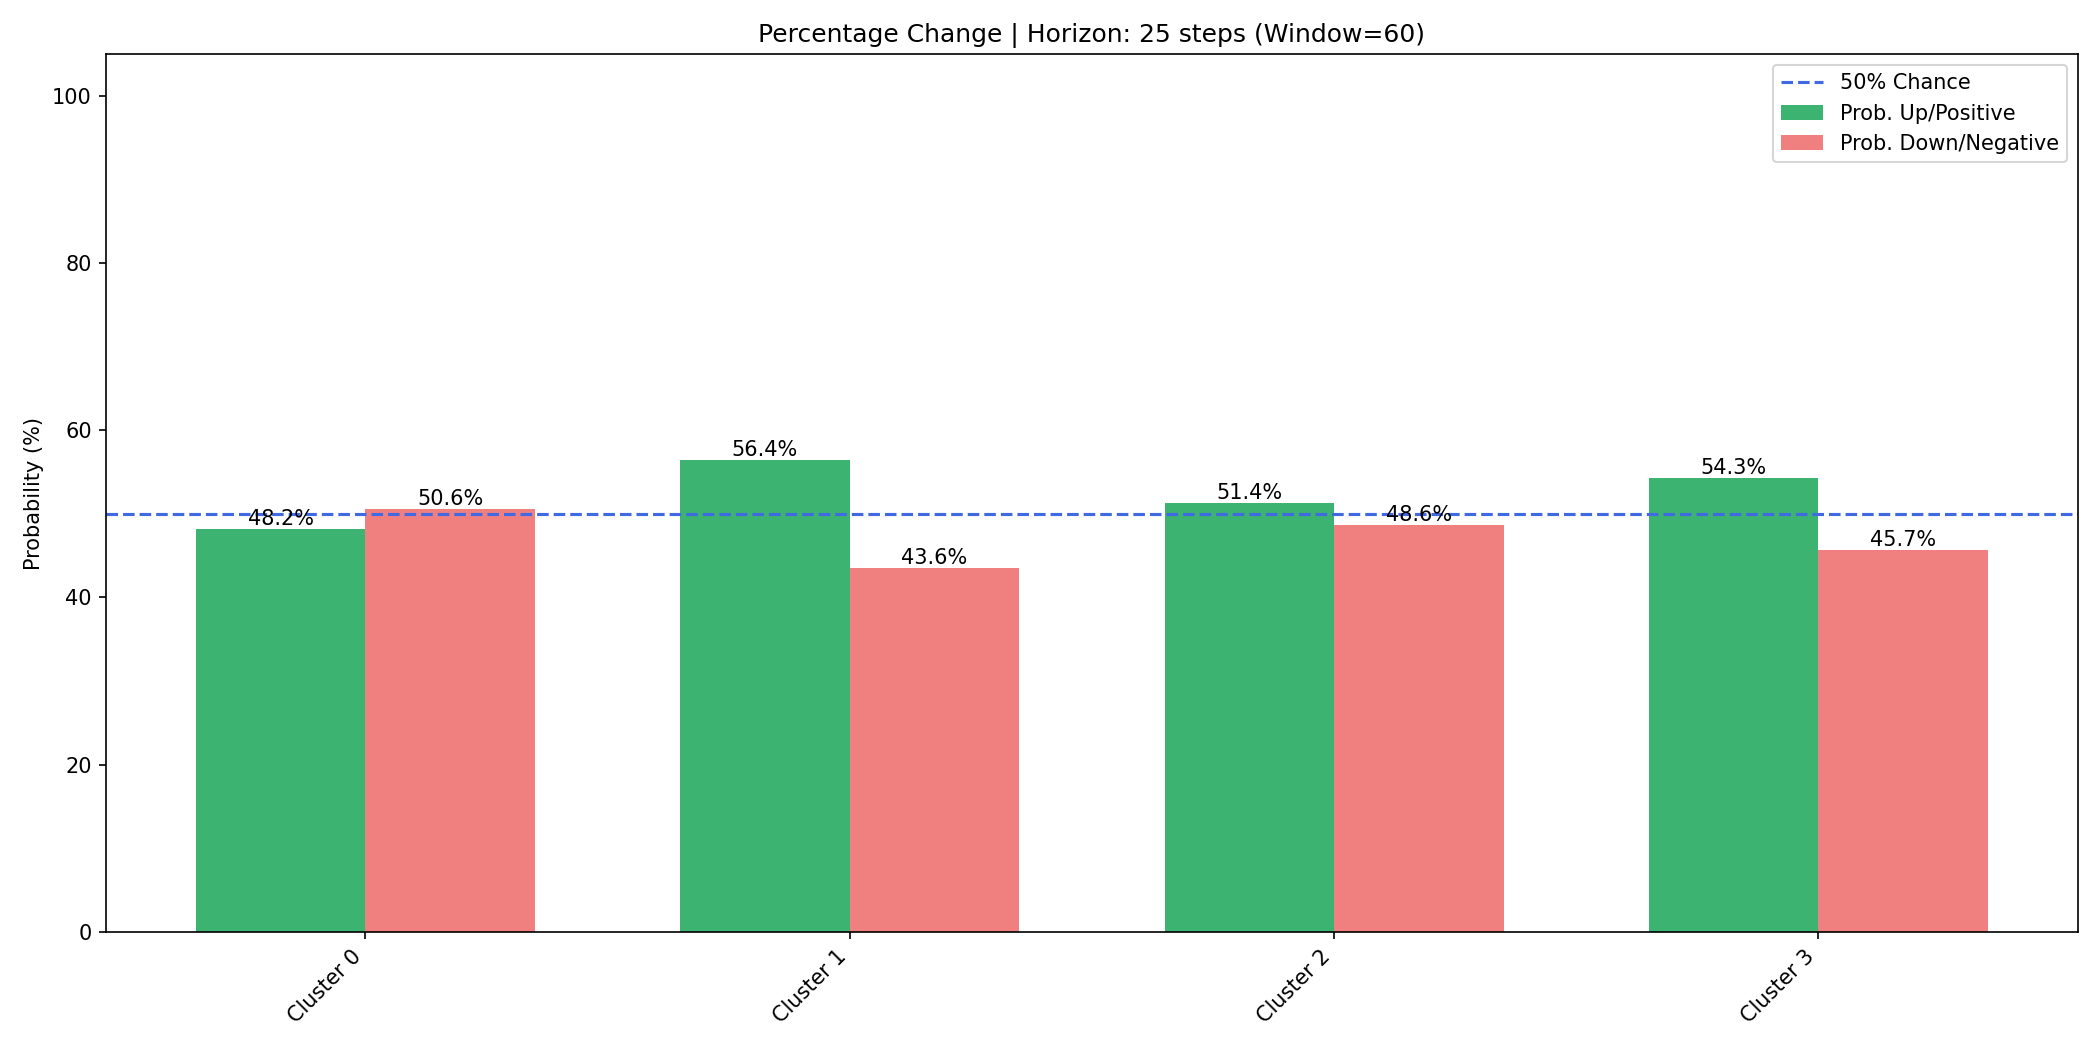 Percentage Change | Horizon: 25 steps (Window=60)
50% Chance
Prob. Up/Positive
Prob. Down/Negative
Probability (%)
100
80
60
40
20
0
48.2%
50.6%
56.4%
43.6%
51.4%
48.6%
54.3%
45.7%
Cluster 0
Cluster 1
Cluster 2
Cluster 3